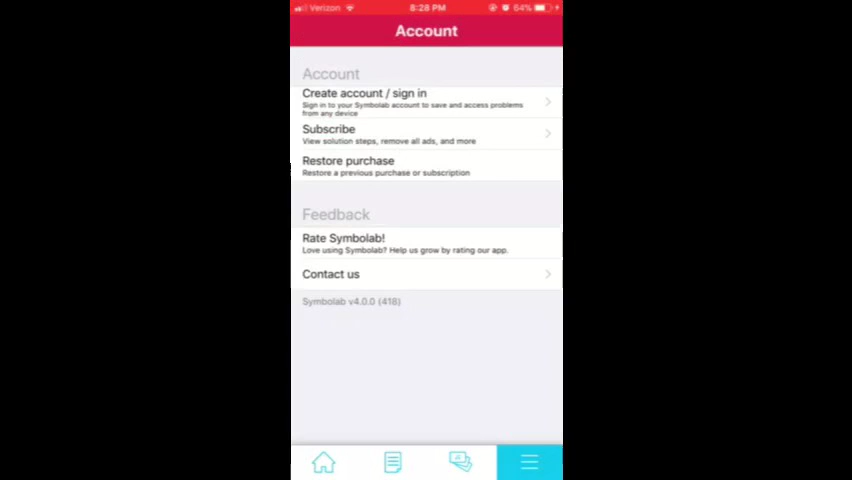 Verizon 8:28 PM 64%
Account
Account
Create account / sign in
Sign in to your Symbolab account to save and access problems
from any device
Subscribe
View solution steps, remove all ads, and more
Restore purchase
Restore a previous purchase or subscription
Feedback
Rate Symbolab!
Love using Symbolab? Help us grow by rating our app.
Contact us
Symbolab v4.0.0 (418)